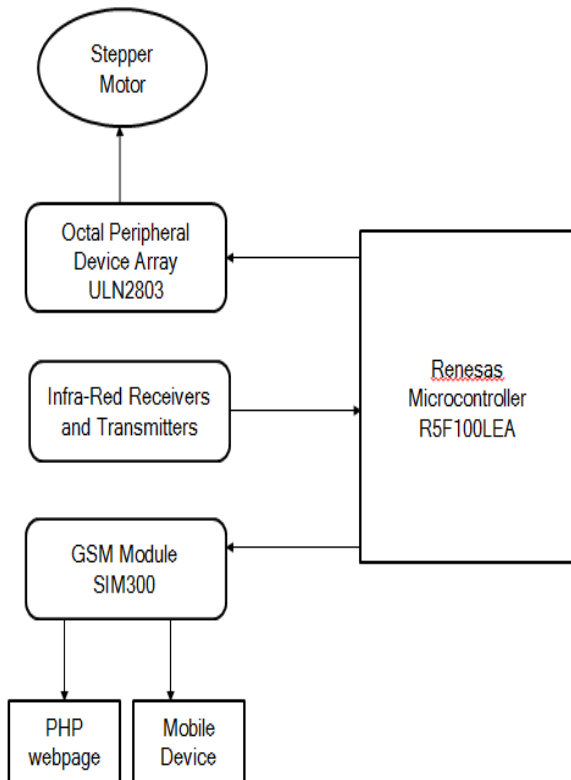 Stepper
Motor
Octal Peripheral
Device Array
ULN2803
Infra-Red Receivers
and Transmitters
Renesas
Microcontroller
R5F100LEA
GSM Module
SIM300
PHP
webpage
Mobile
Device